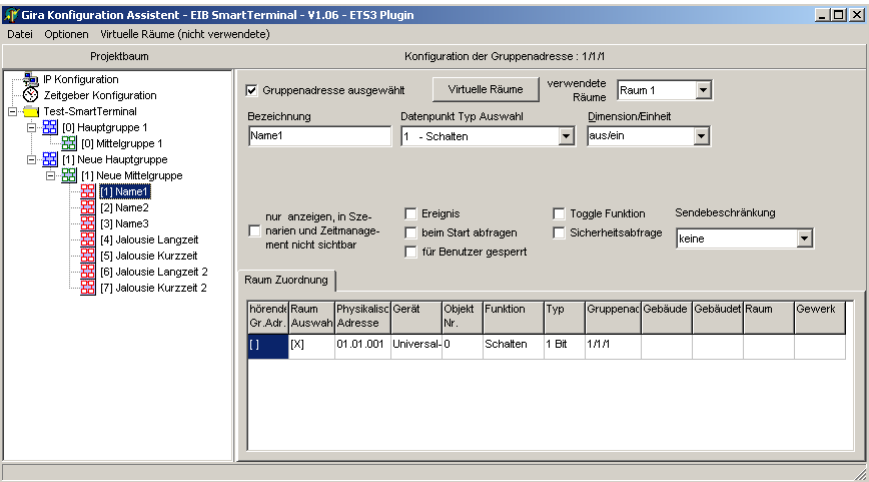 Gira Konfiguration Assistent - EIB SmartTerminal - V1.06 - ETS3 Plugin
Datei Optionen Virtuelle Räume (nicht verwendete)
Projektbaum
Konfiguration der Gruppenadresse : 1/1/1
IP Konfiguration
Zeitgeber Konfiguration
Test-SmartTerminal
[0] Hauptgruppe 1
[0] Mittelgruppe 1
[1] Neue Hauptgruppe
[1] Neue Mittelgruppe
[1] Name1
[2] Name2
[3] Name3
[4] Jalousie Langzeit
[5] Jalousie Kurzzeit
[6] Jalousie Langzeit 2
[7] Jalousie Kurzzeit 2
Gruppenadresse ausgewählt
Virtuelle Räume
verwendete
Räume
Raum 1
Bezeichnung
Datenpunkt Typ Auswahl
Dimension/Einheit
Name1
1 - Schalten
aus/ein
nur anzeigen, in Sze-
narien und Zeitmanage-
ment nicht sichtbar
Ereignis
beim Start abfragen
für Benutzer gesperrt
Toggle Funktion
Sicherheitsabfrage
Sendebeschränkung
keine
Raum Zuordnung
hörende Raum Physikalisc Gerät Objekt Funktion Typ Gruppenac Gebäude Gebäudet Raum Gewerk
Gr.Adr. Auswah Adresse Nr.
[ ] [X] 01.01.001 Universal- 0 Schalten 1 Bit 1/1/1